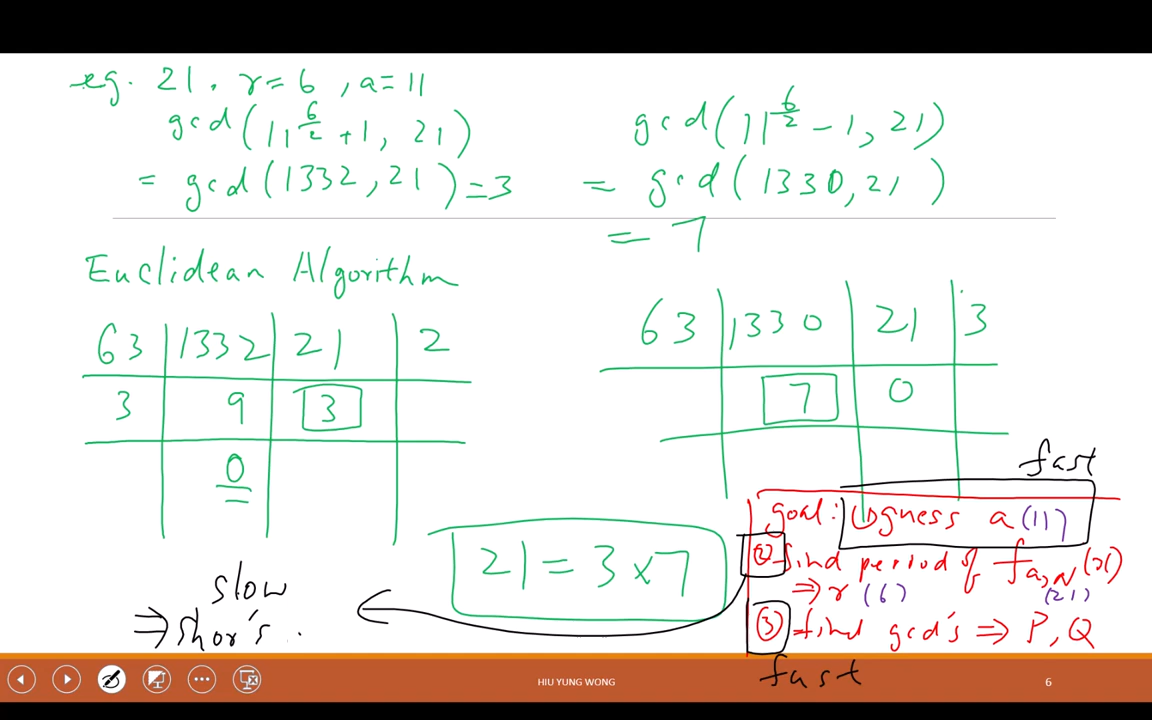 eg. 21. r=6, a=11
gcd(11^{6/2}+1, 21)
= gcd(1332, 21) = 3
gcd(11^{6/2}-1, 21)
= gcd(1330, 21)
= 7
Euclidean Algorithm
63 | 1332 | 21 | 2
3 | 9 | 3
0
63 | 1330 | 21 | 3
7 | 0
21 = 3 × 7
fast
goal: ① guess a (11)
② find period of f_{a,N}(x)
⇒ r (6) (21)
③ find gcd's ⇒ P, Q
fast
slow
⇒ Shor's .
HIU YUNG WONG
6